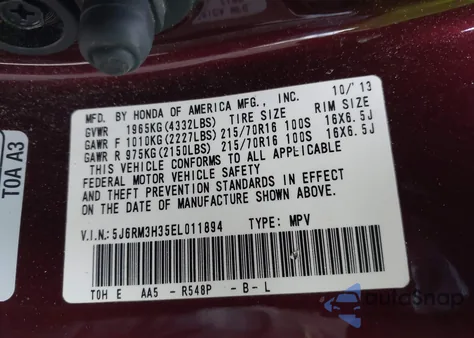 10/'13
MFD. BY HONDA OF AMERICA MFG., INC.
GVWR 1965KG(4332LBS) TIRE SIZE RIM SIZE
GAWR F 1010KG(2227LBS) 215/70R16 100S 16X6.5J
GAWR R 975KG(2150LBS) 215/70R16 100S 16X6.5J
THIS VEHICLE CONFORMS TO ALL APPLICABLE
FEDERAL MOTOR VEHICLE SAFETY
AND THEFT PREVENTION STANDARDS IN EFFECT
ON THE DATE OF MANUFACTURE SHOWN ABOVE.
V.I.N.:5J6RM3H35EL011894 TYPE: MPV
TOH E AA5 - R548P - B - L
TOA A3
AutoSnap